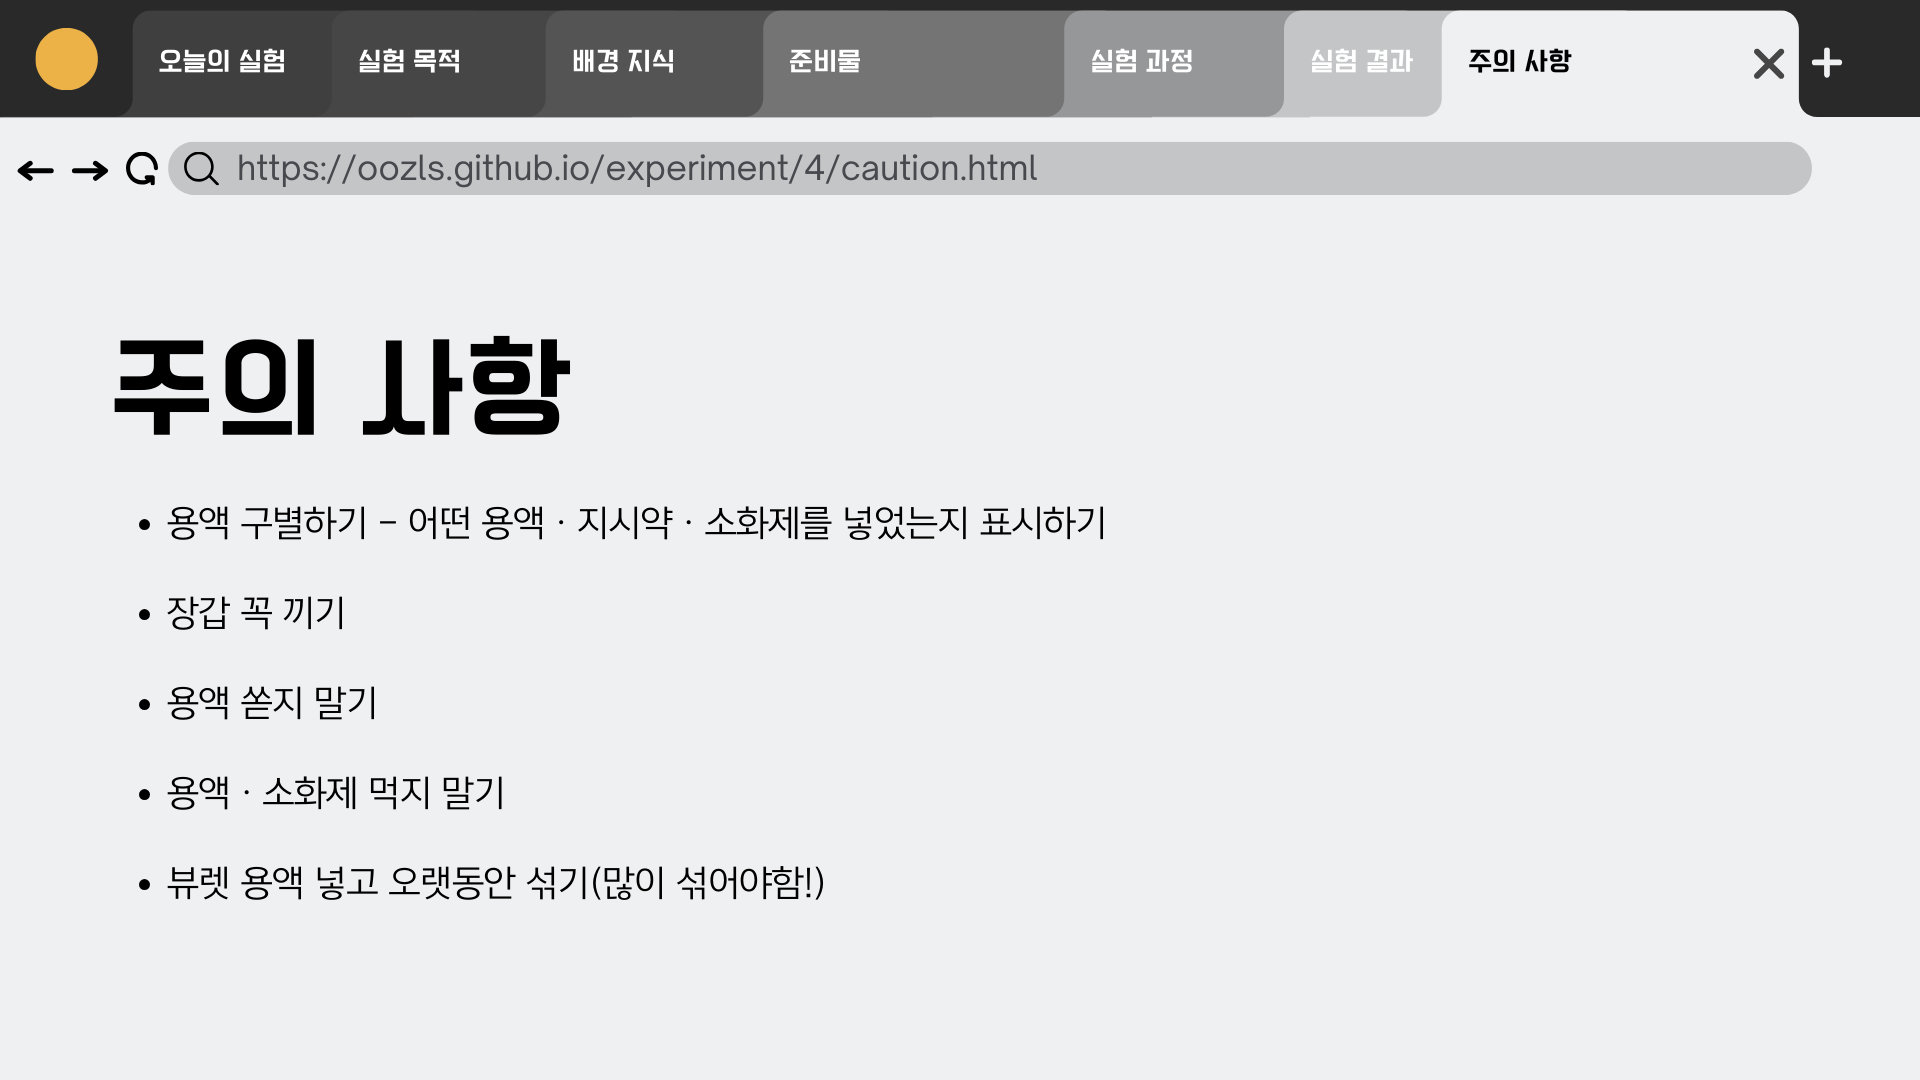 오늘의 실험
실험 목적
배경 지식
준비물
실험 과정
실험 결과
주의 사항
https://oozls.github.io/experiment/4/caution.html
주의 사항
• 용액 구별하기 - 어떤 용액 · 지시약 · 소화제를 넣었는지 표시하기
• 장갑 꼭 끼기
• 용액 쏟지 말기
• 용액 · 소화제 먹지 말기
• 뷰렛 용액 넣고 오랫동안 섞기(많이 섞어야함!)